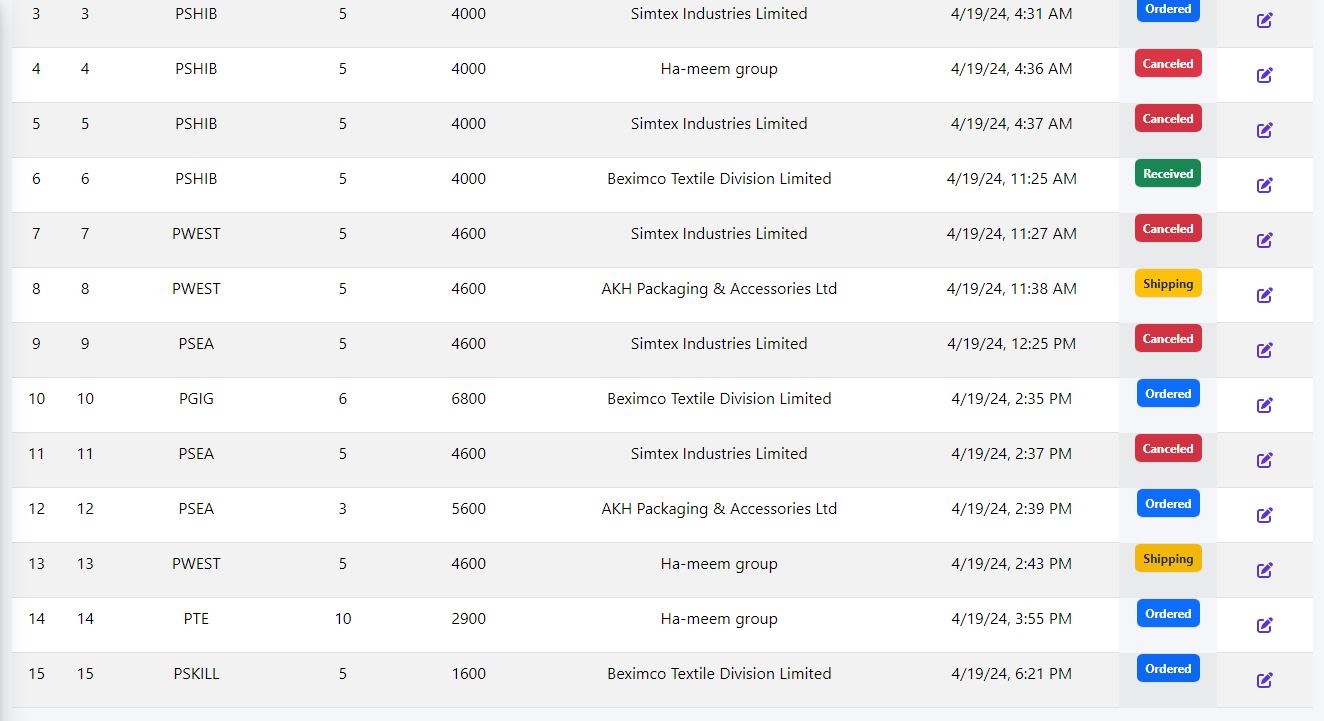 3 3 PSHIB 5 4000 Simtex Industries Limited 4/19/24, 4:31 AM Ordered
4 4 PSHIB 5 4000 Ha-meem group 4/19/24, 4:36 AM Canceled
5 5 PSHIB 5 4000 Simtex Industries Limited 4/19/24, 4:37 AM Canceled
6 6 PSHIB 5 4000 Beximco Textile Division Limited 4/19/24, 11:25 AM Received
7 7 PWEST 5 4600 Simtex Industries Limited 4/19/24, 11:27 AM Canceled
8 8 PWEST 5 4600 AKH Packaging & Accessories Ltd 4/19/24, 11:38 AM Shipping
9 9 PSEA 5 4600 Simtex Industries Limited 4/19/24, 12:25 PM Canceled
10 10 PGIG 6 6800 Beximco Textile Division Limited 4/19/24, 2:35 PM Ordered
11 11 PSEA 5 4600 Simtex Industries Limited 4/19/24, 2:37 PM Canceled
12 12 PSEA 3 5600 AKH Packaging & Accessories Ltd 4/19/24, 2:39 PM Ordered
13 13 PWEST 5 4600 Ha-meem group 4/19/24, 2:43 PM Shipping
14 14 PTE 10 2900 Ha-meem group 4/19/24, 3:55 PM Ordered
15 15 PSKILL 5 1600 Beximco Textile Division Limited 4/19/24, 6:21 PM Ordered